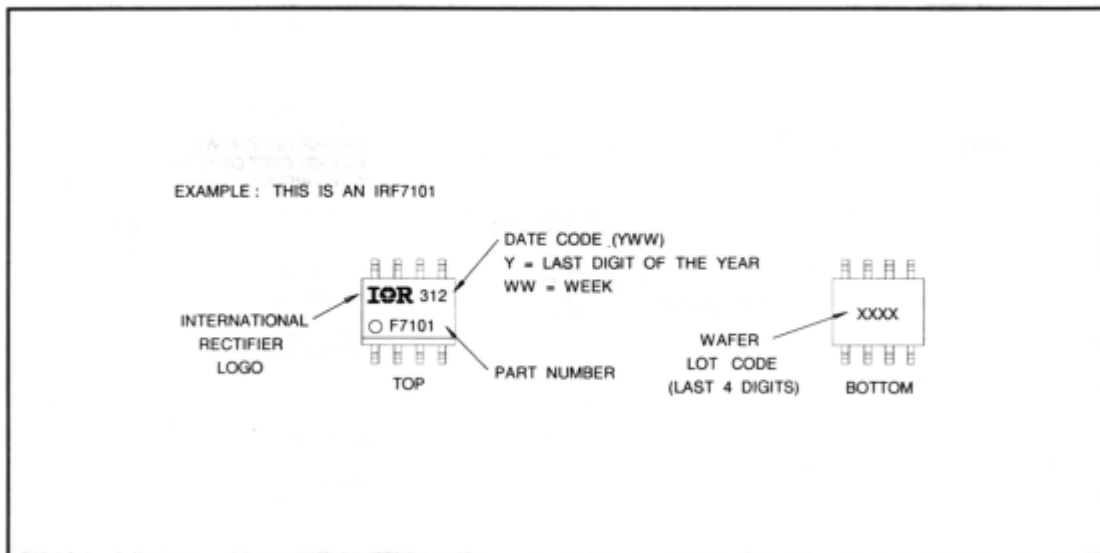 EXAMPLE : THIS IS AN IRF7101
DATE CODE (YWW)
Y = LAST DIGIT OF THE YEAR
WW = WEEK
IOR 312
F7101
INTERNATIONAL
RECTIFIER
LOGO
PART NUMBER
TOP
XXXX
WAFER
LOT CODE
(LAST 4 DIGITS)
BOTTOM